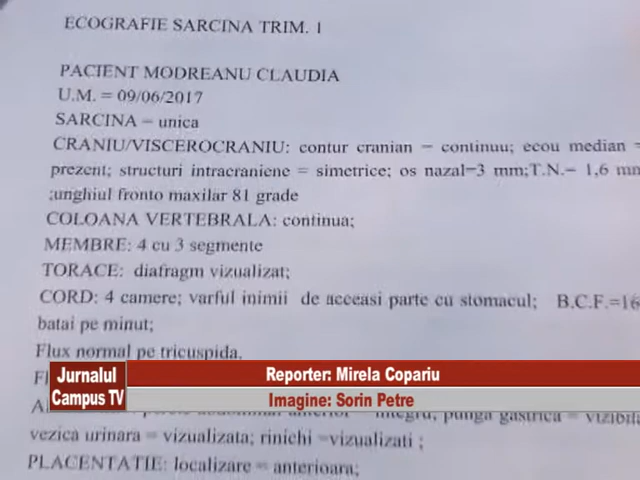 ECOGRAFIE SARCINA TRIM. 1
PACIENT MODREANU CLAUDIA
U.M. = 09/06/2017
SARCINA – unica
CRANIU/VISCEROCRANIU: contur cranian – continuu; ecou median =
prezent; structuri intracraniene = simetrice; os nazal=3 mm;T.N.– 1,6 mm
;unghiul fronto maxilar 81 grade
COLOANA VERTEBRALA: continua;
MEMBRE: 4 cu 3 segmente
TORACE: diafragm vizualizat;
CORD: 4 camere; varful inimii de aceeasi parte cu stomacul; B.C.F.=16
batai pe minut;
Flux normal pe tricuspida.
Jurnalul
Campus TV
Reporter: Mirela Copariu
Imagine: Sorin Petre
abdominal anterior – integru, punga gastrica =
vezica urinara = vizualizata; rinichi =vizualizati ;
PLACENTATIE: localizare = anterioara;